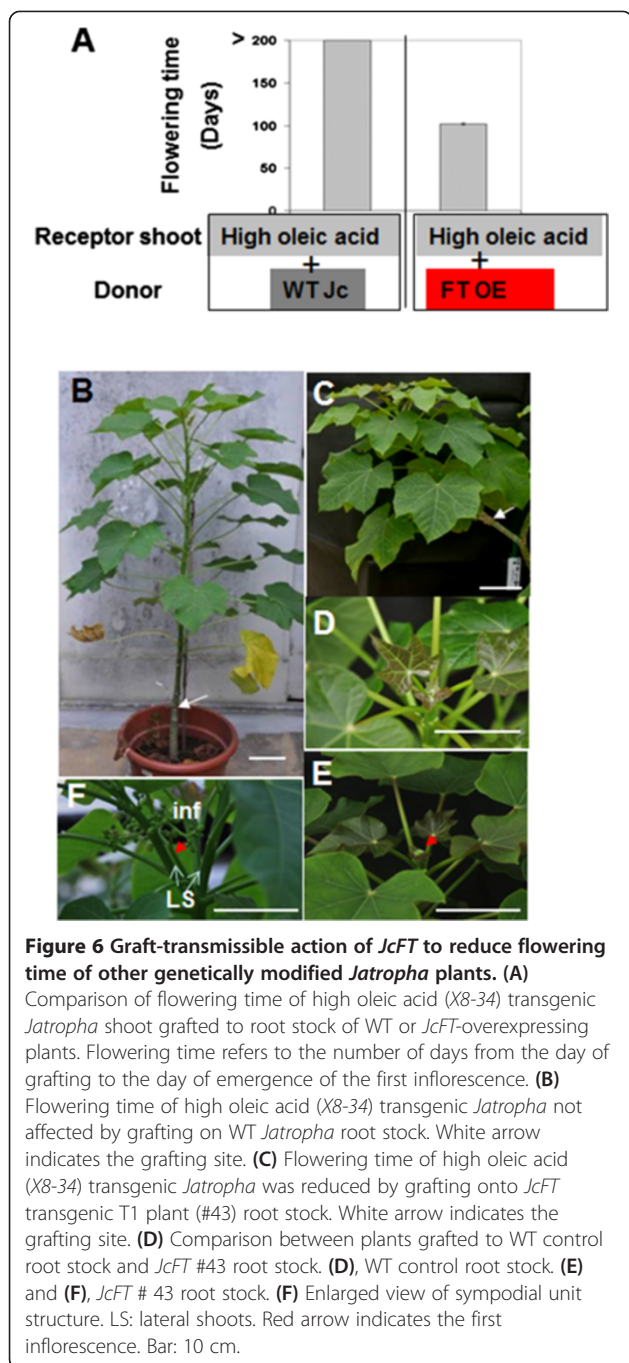 A
Flowering time
(Days)
>
200
150
100
50
0
Receptor shoot
High oleic acid
+
WT Jc
High oleic acid
+
FT OE
Donor
B
C
D
E
F
inf
LS
Figure 6 Graft-transmissible action of JcFT to reduce flowering
time of other genetically modified Jatropha plants. (A)
Comparison of flowering time of high oleic acid (X8-34) transgenic
Jatropha shoot grafted to root stock of WT or JcFT-overexpressing
plants. Flowering time refers to the number of days from the day of
grafting to the day of emergence of the first inflorescence. (B)
Flowering time of high oleic acid (X8-34) transgenic Jatropha not
affected by grafting on WT Jatropha root stock. White arrow
indicates the grafting site. (C) Flowering time of high oleic acid
(X8-34) transgenic Jatropha was reduced by grafting onto JcFT
transgenic T1 plant (#43) root stock. White arrow indicates the
grafting site. (D) Comparison between plants grafted to WT control
root stock and JcFT #43 root stock. (D), WT control root stock. (E)
and (F), JcFT # 43 root stock. (F) Enlarged view of sympodial unit
structure. LS: lateral shoots. Red arrow indicates the first
inflorescence. Bar: 10 cm.